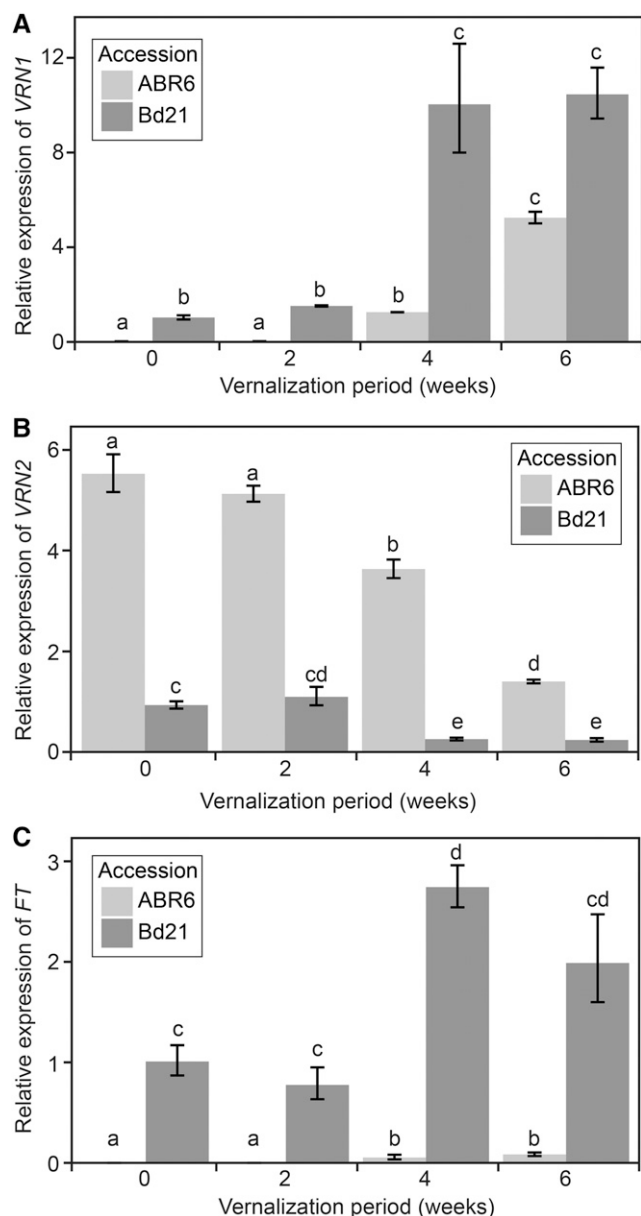 A
Relative expression of VRN1
12
8
4
0
Accession
ABR6
Bd21
a
b
a
b
b
c
c
c
0
2
4
6
Vernalization period (weeks)
B
Relative expression of VRN2
6
4
2
0
Accession
ABR6
Bd21
a
c
a
cd
b
e
d
e
0
2
4
6
Vernalization period (weeks)
C
Relative expression of FT
3
2
1
0
Accession
ABR6
Bd21
a
c
a
c
b
d
b
cd
0
2
4
6
Vernalization period (weeks)